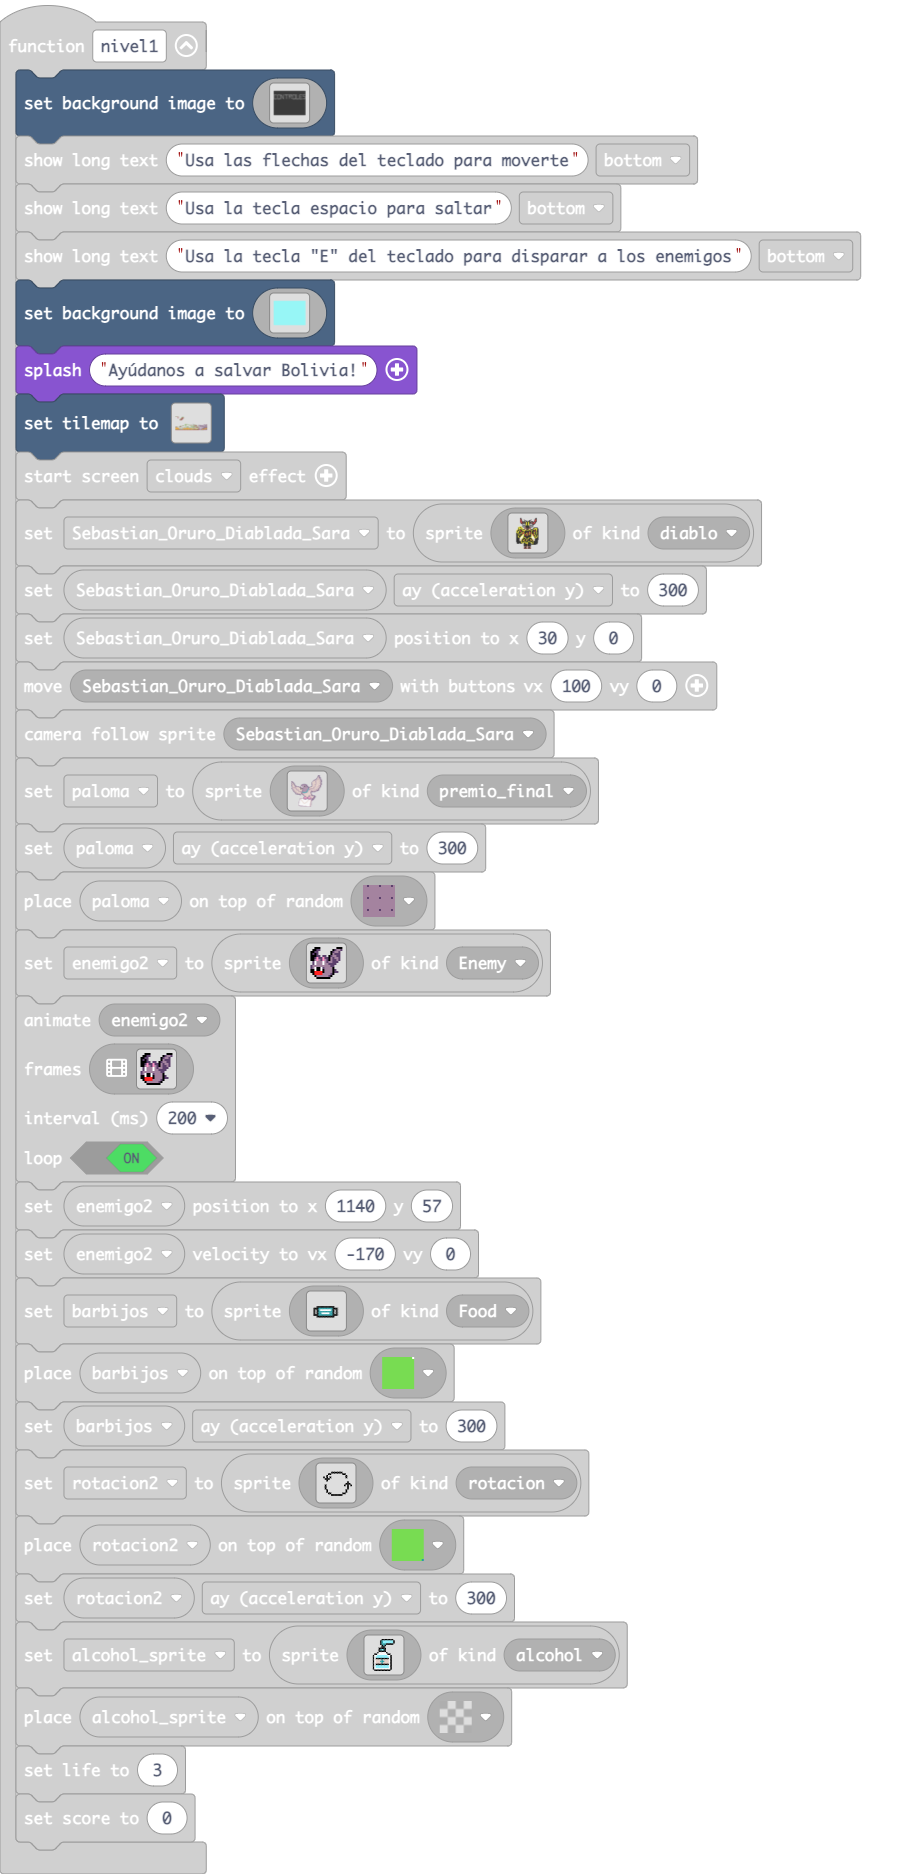 function nivel1
set background image to
show long text "Usa las flechas del teclado para moverte" bottom
show long text "Usa la tecla espacio para saltar" bottom
show long text "Usa la tecla "E" del teclado para disparar a los enemigos" bottom
set background image to
splash "Ayúdanos a salvar Bolivia!"
set tilemap to
start screen clouds effect
set Sebastian_Oruro_Diablada_Sara to sprite of kind diablo
set Sebastian_Oruro_Diablada_Sara ay (acceleration y) to 300
set Sebastian_Oruro_Diablada_Sara position to x 30 y 0
move Sebastian_Oruro_Diablada_Sara with buttons vx 100 vy 0
camera follow sprite Sebastian_Oruro_Diablada_Sara
set paloma to sprite of kind premio_final
set paloma ay (acceleration y) to 300
place paloma on top of random
set enemigo2 to sprite of kind Enemy
animate enemigo2
frames
interval (ms) 200
loop ON
set enemigo2 position to x 1140 y 57
set enemigo2 velocity to vx -170 vy 0
set barbijos to sprite of kind Food
place barbijos on top of random
set barbijos ay (acceleration y) to 300
set rotacion2 to sprite of kind rotacion
place rotacion2 on top of random
set rotacion2 ay (acceleration y) to 300
set alcohol_sprite to sprite of kind alcohol
place alcohol_sprite on top of random
set life to 3
set score to 0